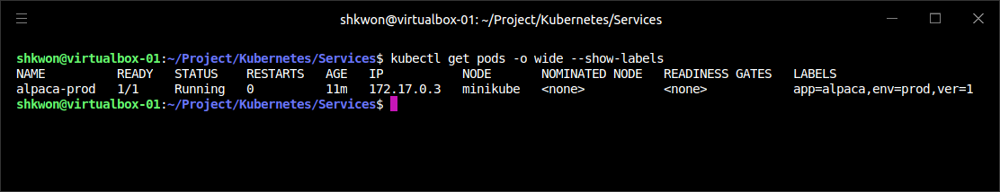 shkwon@virtualbox-01: ~/Project/Kubernetes/Services
shkwon@virtualbox-01:~/Project/Kubernetes/Services$ kubectl get pods -o wide --show-labels
NAME          READY   STATUS    RESTARTS   AGE   IP           NODE       NOMINATED NODE   READINESS GATES   LABELS
alpaca-prod   1/1     Running   0          11m   172.17.0.3   minikube   <none>           <none>            app=alpaca,env=prod,ver=1
shkwon@virtualbox-01:~/Project/Kubernetes/Services$